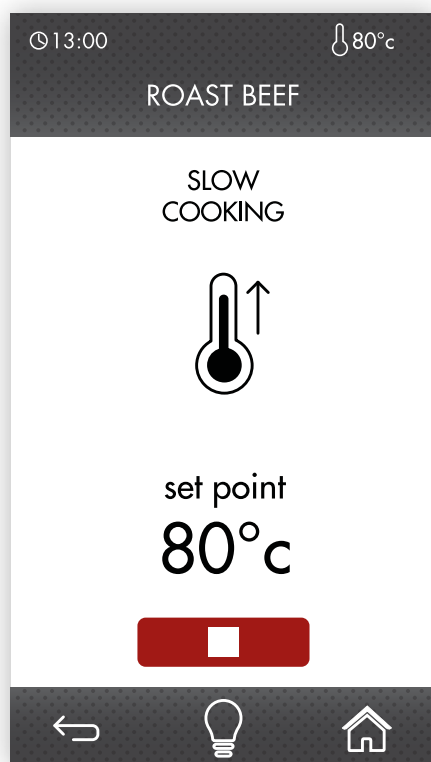 13:00
80°c
ROAST BEEF
SLOW
COOKING
set point
80°c